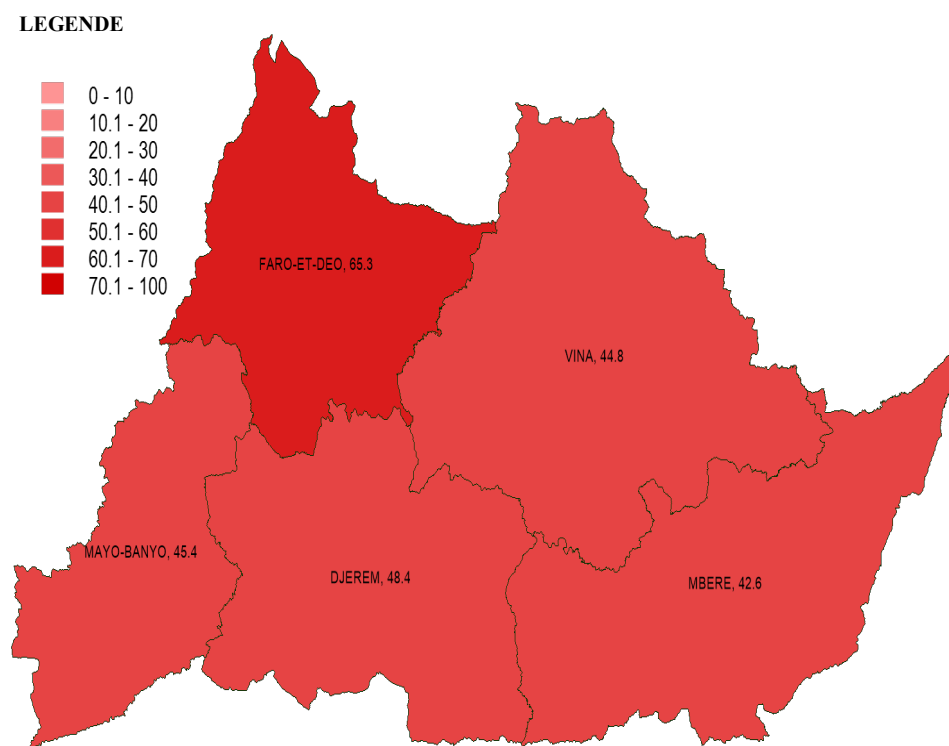 LEGENDE
0 - 10
10.1 - 20
20.1 - 30
30.1 - 40
40.1 - 50
50.1 - 60
60.1 - 70
70.1 - 100
FARO-ET-DEO, 65.3
VINA, 44.8
MAYO-BANYO, 45.4
DJEREM, 48.4
MBERE, 42.6